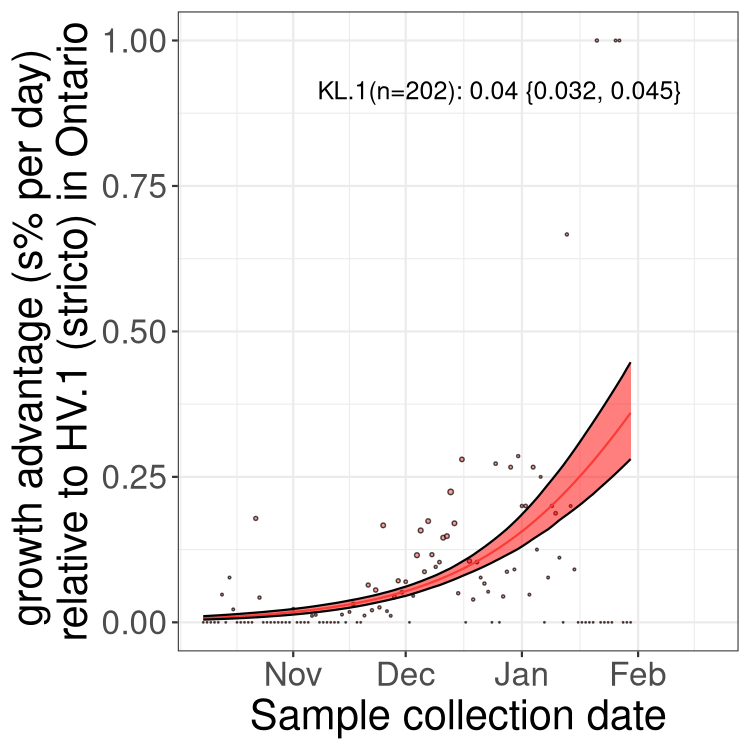 growth advantage (s% per day)
relative to HV.1 (stricto) in Ontario
1.00
KL.1(n=202): 0.04 {0.032, 0.045}
0.75
0.50
0.25
0.00
Nov Dec Jan Feb
Sample collection date